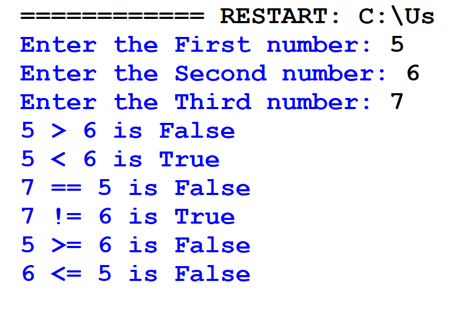 ============ RESTART: C:\Us
Enter the First number: 5
Enter the Second number: 6
Enter the Third number: 7
5 > 6 is False
5 < 6 is True
7 == 5 is False
7 != 6 is True
5 >= 6 is False
6 <= 5 is False